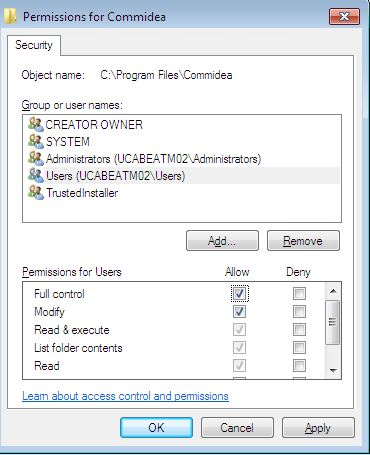 Permissions for Commidea
Security
Object name: C:\Program Files\Commidea
Group or user names:
CREATOR OWNER
SYSTEM
Administrators (UCABEATM02\Administrators)
Users (UCABEATM02\Users)
TrustedInstaller
Add... Remove
Permissions for Users Allow Deny
Full control
Modify
Read & execute
List folder contents
Read
Learn about access control and permissions
OK Cancel Apply